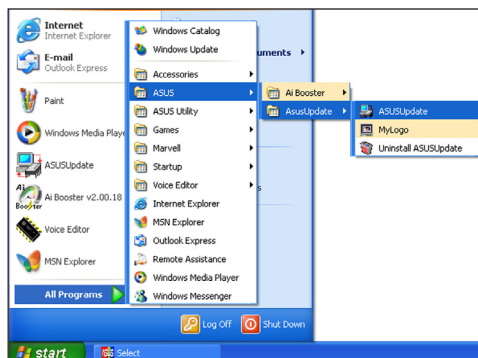 Internet
Internet Explorer
E-mail
Outlook Express
Paint
Windows Media Playe
ASUSUpdate
Ai Booster v2.00.18
Voice Editor
MSN Explorer
All Programs
Windows Catalog
Windows Update
Accessories
ASUS
ASUS Utility
Games
Marvell
Startup
Voice Editor
Internet Explorer
MSN Explorer
Outlook Express
Remote Assistance
Windows Media Player
Windows Messenger
uments
s
Ai Booster
AsusUpdate
ASUSUpdate
MyLogo
Uninstall ASUSUpdate
Log Off
Shut Down
start
Select